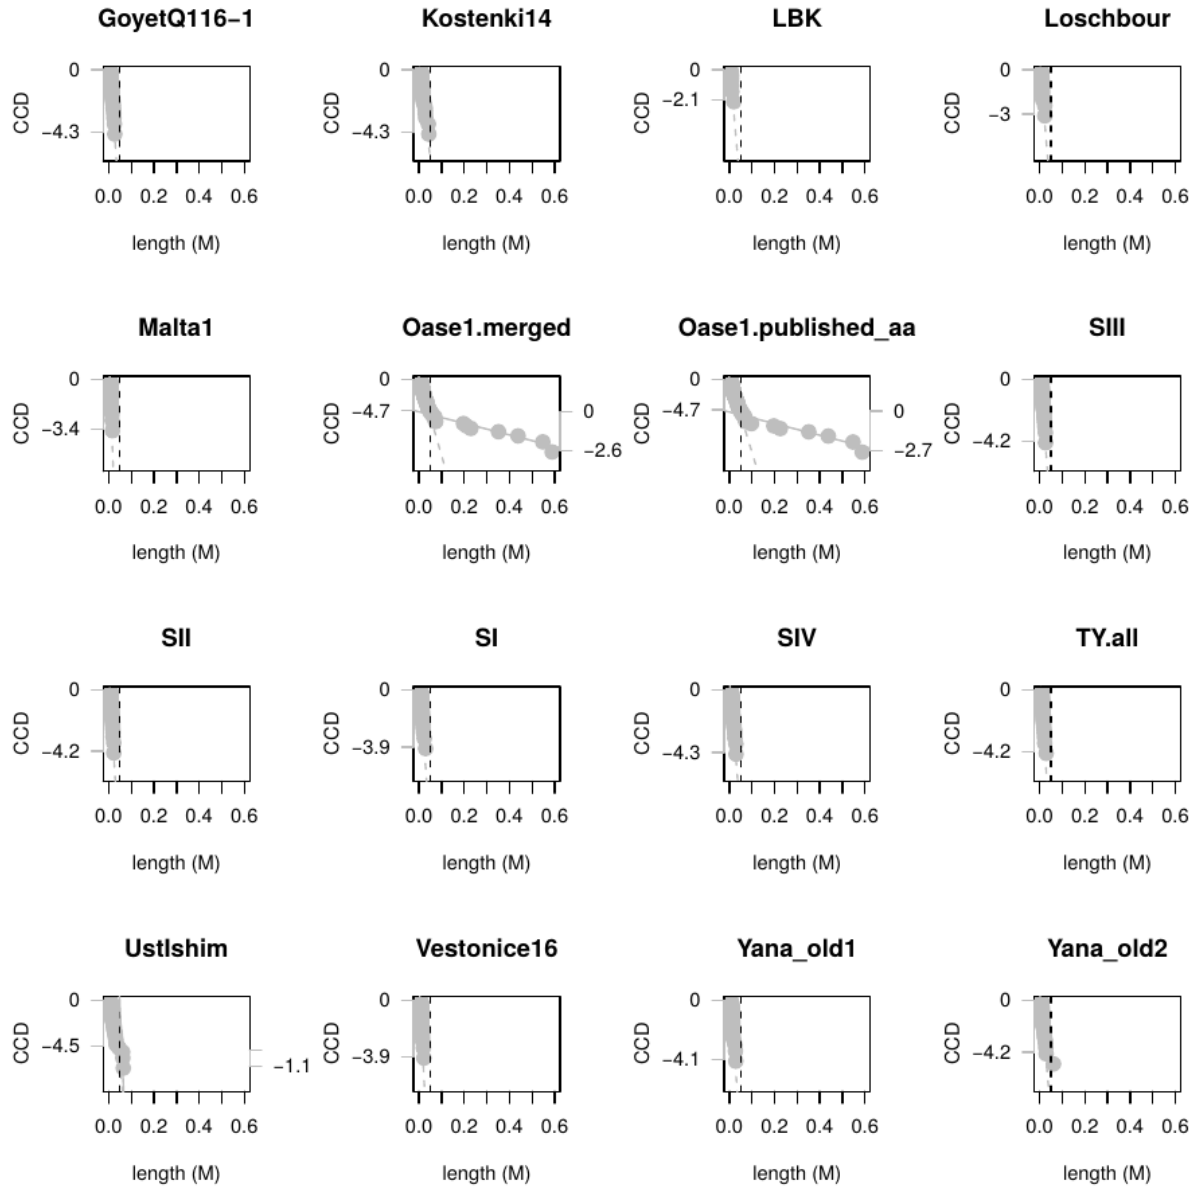 GoyetQ116−1 Kostenki14 LBK Loschbour
0 0 0 0
CCD CCD CCD CCD
−4.3 −4.3 −2.1 −3
0.0 0.2 0.4 0.6 0.0 0.2 0.4 0.6 0.0 0.2 0.4 0.6 0.0 0.2 0.4 0.6
length (M) length (M) length (M) length (M)
Malta1 Oase1.merged Oase1.published_aa SIII
0 0 0 0
CCD −3.4 CCD −4.7 0 −2.6 CCD −4.7 0 −2.7 CCD −4.2
0.0 0.2 0.4 0.6 0.0 0.2 0.4 0.6 0.0 0.2 0.4 0.6 0.0 0.2 0.4 0.6
length (M) length (M) length (M) length (M)
SII SI SIV TY.all
0 0 0 0
CCD CCD CCD CCD
−4.2 −3.9 −4.3 −4.2
0.0 0.2 0.4 0.6 0.0 0.2 0.4 0.6 0.0 0.2 0.4 0.6 0.0 0.2 0.4 0.6
length (M) length (M) length (M) length (M)
UstIshim Vestonice16 Yana_old1 Yana_old2
0 0 0 0
CCD CCD CCD CCD
−4.5 −1.1 −3.9 −4.1 −4.2
0.0 0.2 0.4 0.6 0.0 0.2 0.4 0.6 0.0 0.2 0.4 0.6 0.0 0.2 0.4 0.6
length (M) length (M) length (M) length (M)